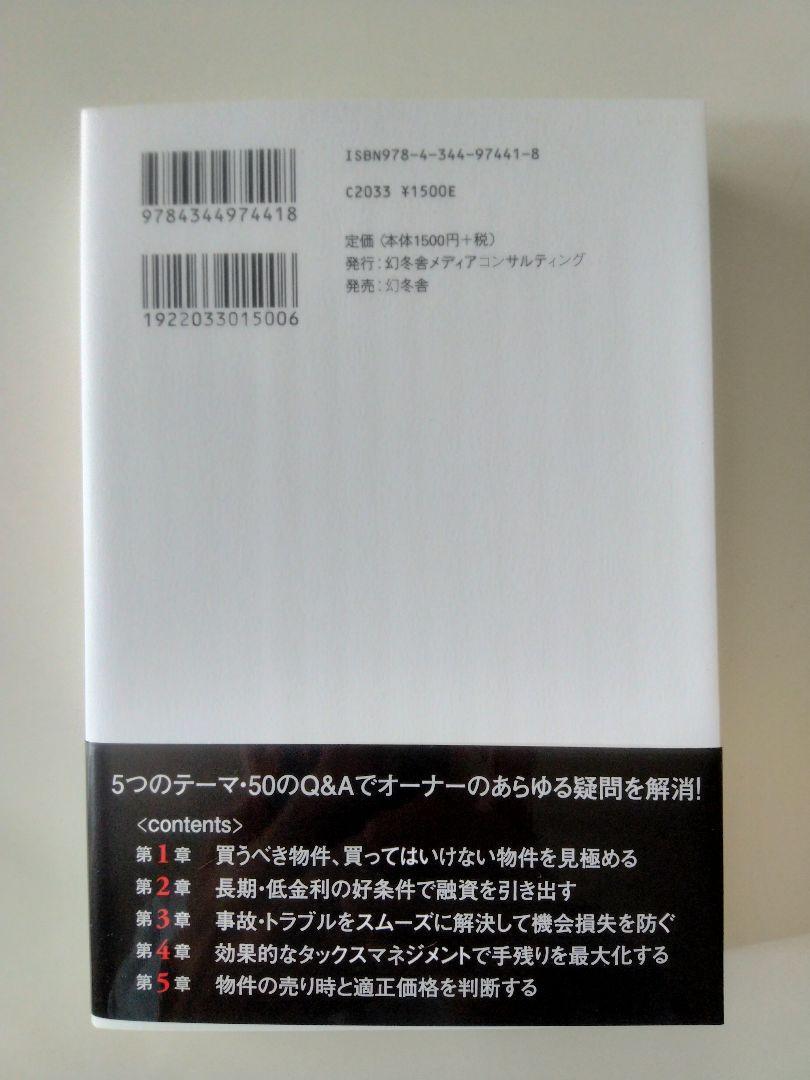 9784344974418
1922033015006
ISBN978-4-344-97441-8
C2033 ¥1500E
定価(本体1500円+税)
発行:幻冬舎メディアコンサルティング
発売:幻冬舎
5つのテーマ・50のQ&Aでオーナーのあらゆる疑問を解消!
<contents>
第1章 買うべき物件、買ってはいけない物件を見極める
第2章 長期・低金利の好条件で融資を引き出す
第3章 事故・トラブルをスムーズに解決して機会損失を防ぐ
第4章 効果的なタックスマネジメントで手残りを最大化する
第5章 物件の売り時と適正価格を判断する